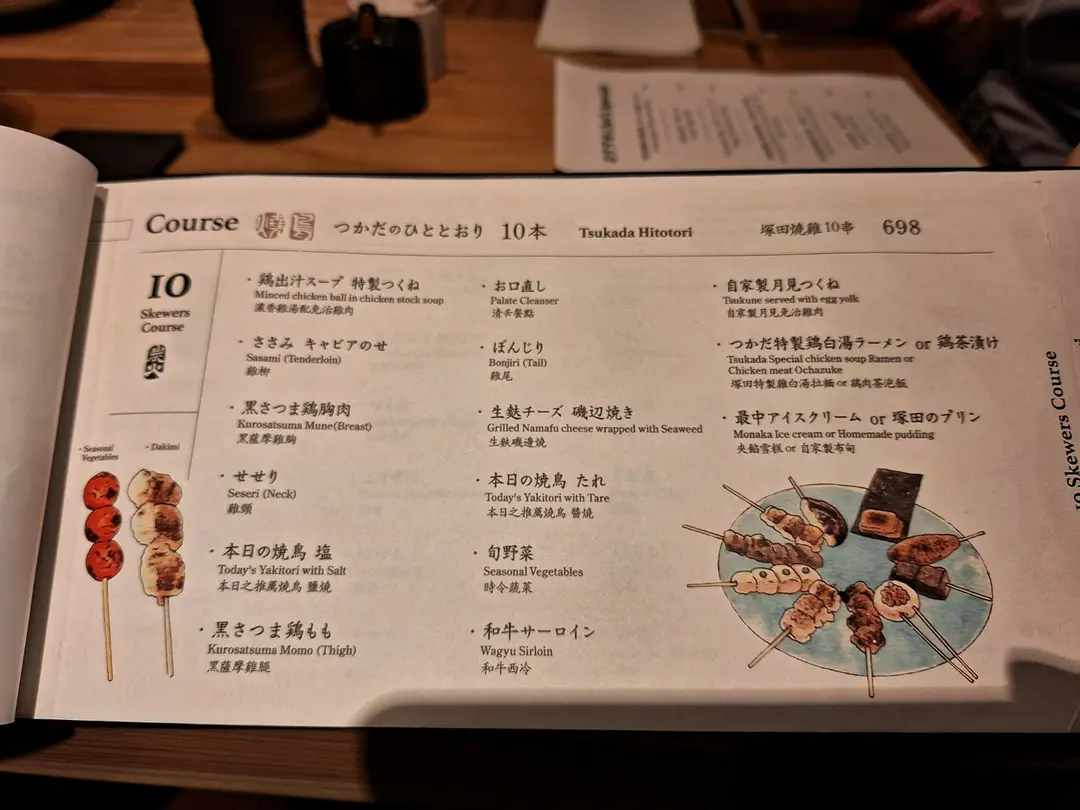 Course 焼鳥 つかだのひととおり 10本 Tsukada Hitotori 塚田燒雞10串 698
10
Skewers
Course
・Seasonal
Vegetables
・Dakimi
・鶏出汁スープ 特製つくね
Minced chicken ball in chicken stock soup
濃香雞湯配免治雞肉
・ささみ キャビアのせ
Sasami (Tenderloin)
雞柳
・黒さつま鶏胸肉
Kurosatsuma Mune(Breast)
黑薩摩雞胸
・せせり
Seseri (Neck)
雞頸
・本日の焼鳥 塩
Today's Yakitori with Salt
本日之推薦燒鳥 鹽燒
・黒さつま鶏もも
Kurosatsuma Momo (Thigh)
黑薩摩雞腿
・お口直し
Palate Cleanser
清舌餐點
・ぼんじり
Bonjiri (Tail)
雞尾
・生麩チーズ 磯辺焼き
Grilled Namafu cheese wrapped with Seaweed
生麩磯邊燒
・本日の焼鳥 たれ
Today's Yakitori with Tare
本日之推薦燒鳥 醬燒
・旬野菜
Seasonal Vegetables
時令蔬菜
・和牛サーロイン
Wagyu Sirloin
和牛西冷
・自家製月見つくね
Tsukune served with egg yolk
自家製月見免治雞肉
・つかだ特製鶏白湯ラーメン or 鶏茶漬け
Tsukada Special chicken soup Ramen or
Chicken meat Ochazuke
塚田特製雞白湯拉麵 or 鷄肉茶泡飯
・最中アイスクリーム or 塚田のプリン
Monaka Ice cream or Homemade pudding
夾餡雪糕 or 自家製布甸
10 Skewers Course